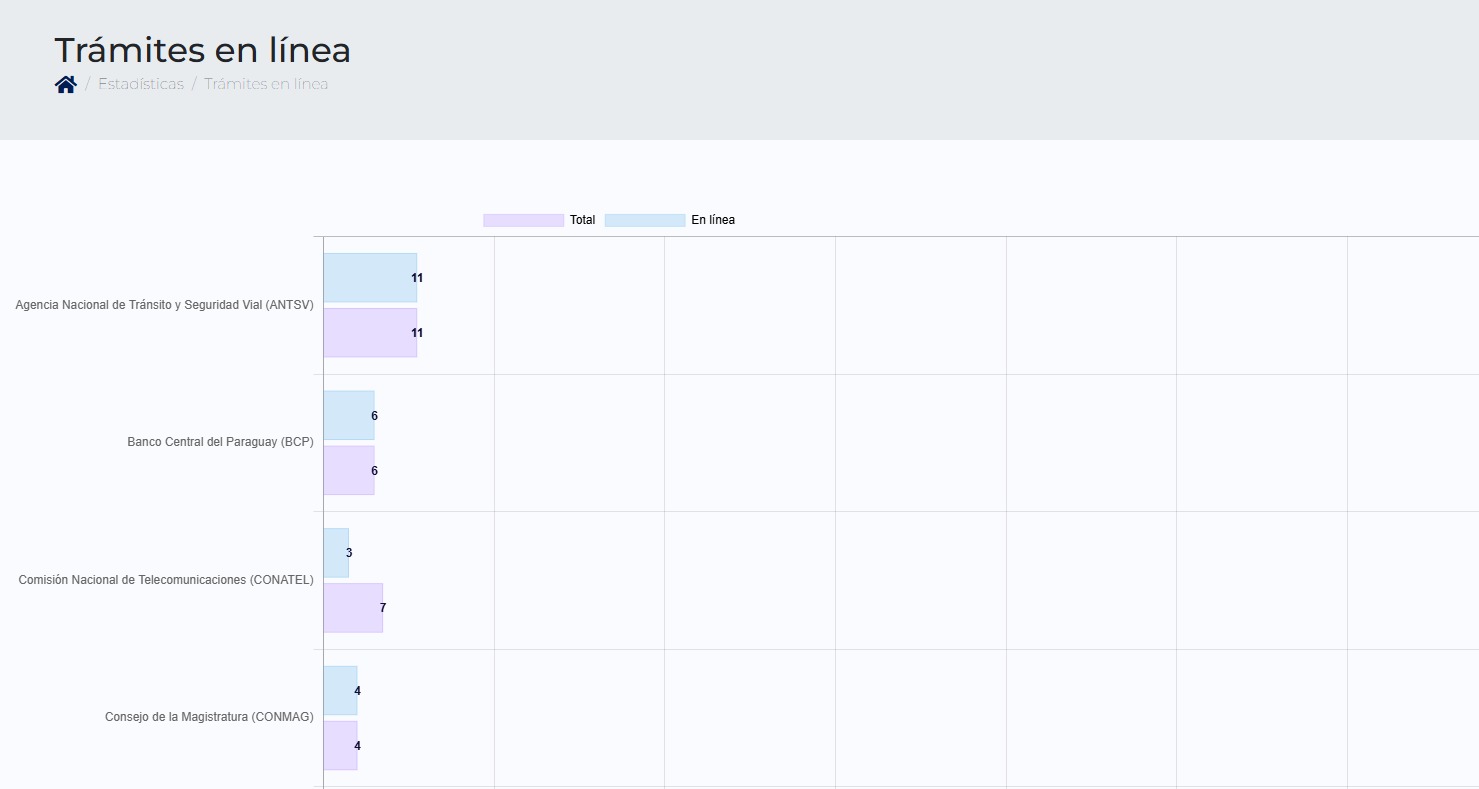 Trámites en línea
/ Estadísticas / Trámites en línea
Total En línea
11
Agencia Nacional de Tránsito y Seguridad Vial (ANTSV)
11
6
Banco Central del Paraguay (BCP)
6
3
Comisión Nacional de Telecomunicaciones (CONATEL)
7
4
Consejo de la Magistratura (CONMAG)
4